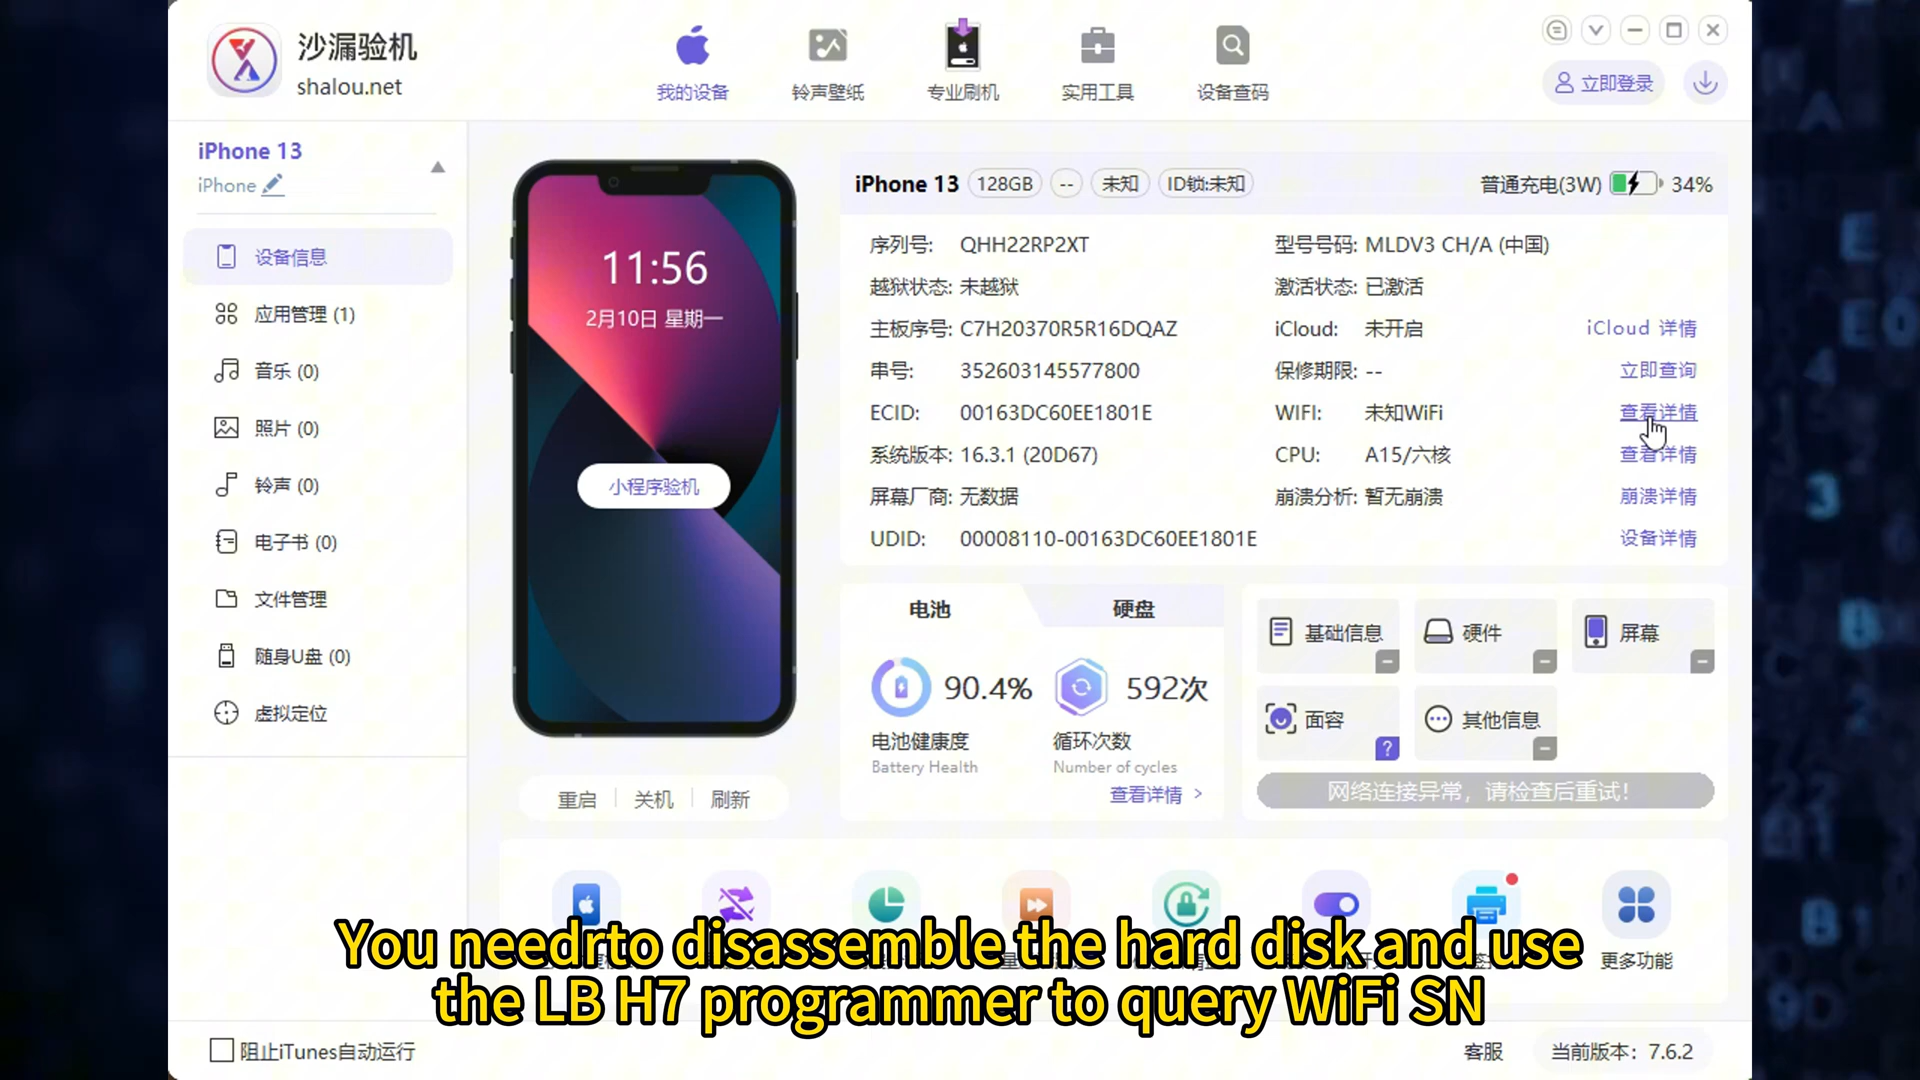 沙漏验机
shalou.net
我的设备
铃声壁纸
专业刷机
实用工具
设备查码
立即登录
iPhone 13
iPhone
设备信息
应用管理 (1)
音乐 (0)
照片 (0)
铃声 (0)
电子书 (0)
文件管理
随身U盘 (0)
虚拟定位
11:56
2月10日 星期一
小程序验机
重启
关机
刷新
iPhone 13 128GB -- 未知 ID锁:未知
普通充电(3W) 34%
序列号: QHH22RP2XT
型号号码: MLDV3 CH/A (中国)
越狱状态: 未越狱
激活状态: 已激活
主板序号: C7H20370R5R16DQAZ
iCloud: 未开启 iCloud 详情
串号: 352603145577800
保修期限: -- 立即查询
ECID: 00163DC60EE1801E
WIFI: 未知WiFi 查看详情
系统版本: 16.3.1 (20D67)
CPU: A15/六核 查看详情
屏幕厂商: 无数据
崩溃分析: 暂无崩溃 崩溃详情
UDID: 00008110-00163DC60EE1801E 设备详情
电池
硬盘
90.4%
592次
电池健康度
循环次数
Battery Health
Number of cycles
查看详情 >
基础信息
硬件
屏幕
面容
?
其他信息
网络连接异常，请检查后重试！
更多功能
You needrto disassemble the hard disk and use
the LB H7 programmer to query WiFi SN
阻止iTunes自动运行
客服
当前版本：7.6.2